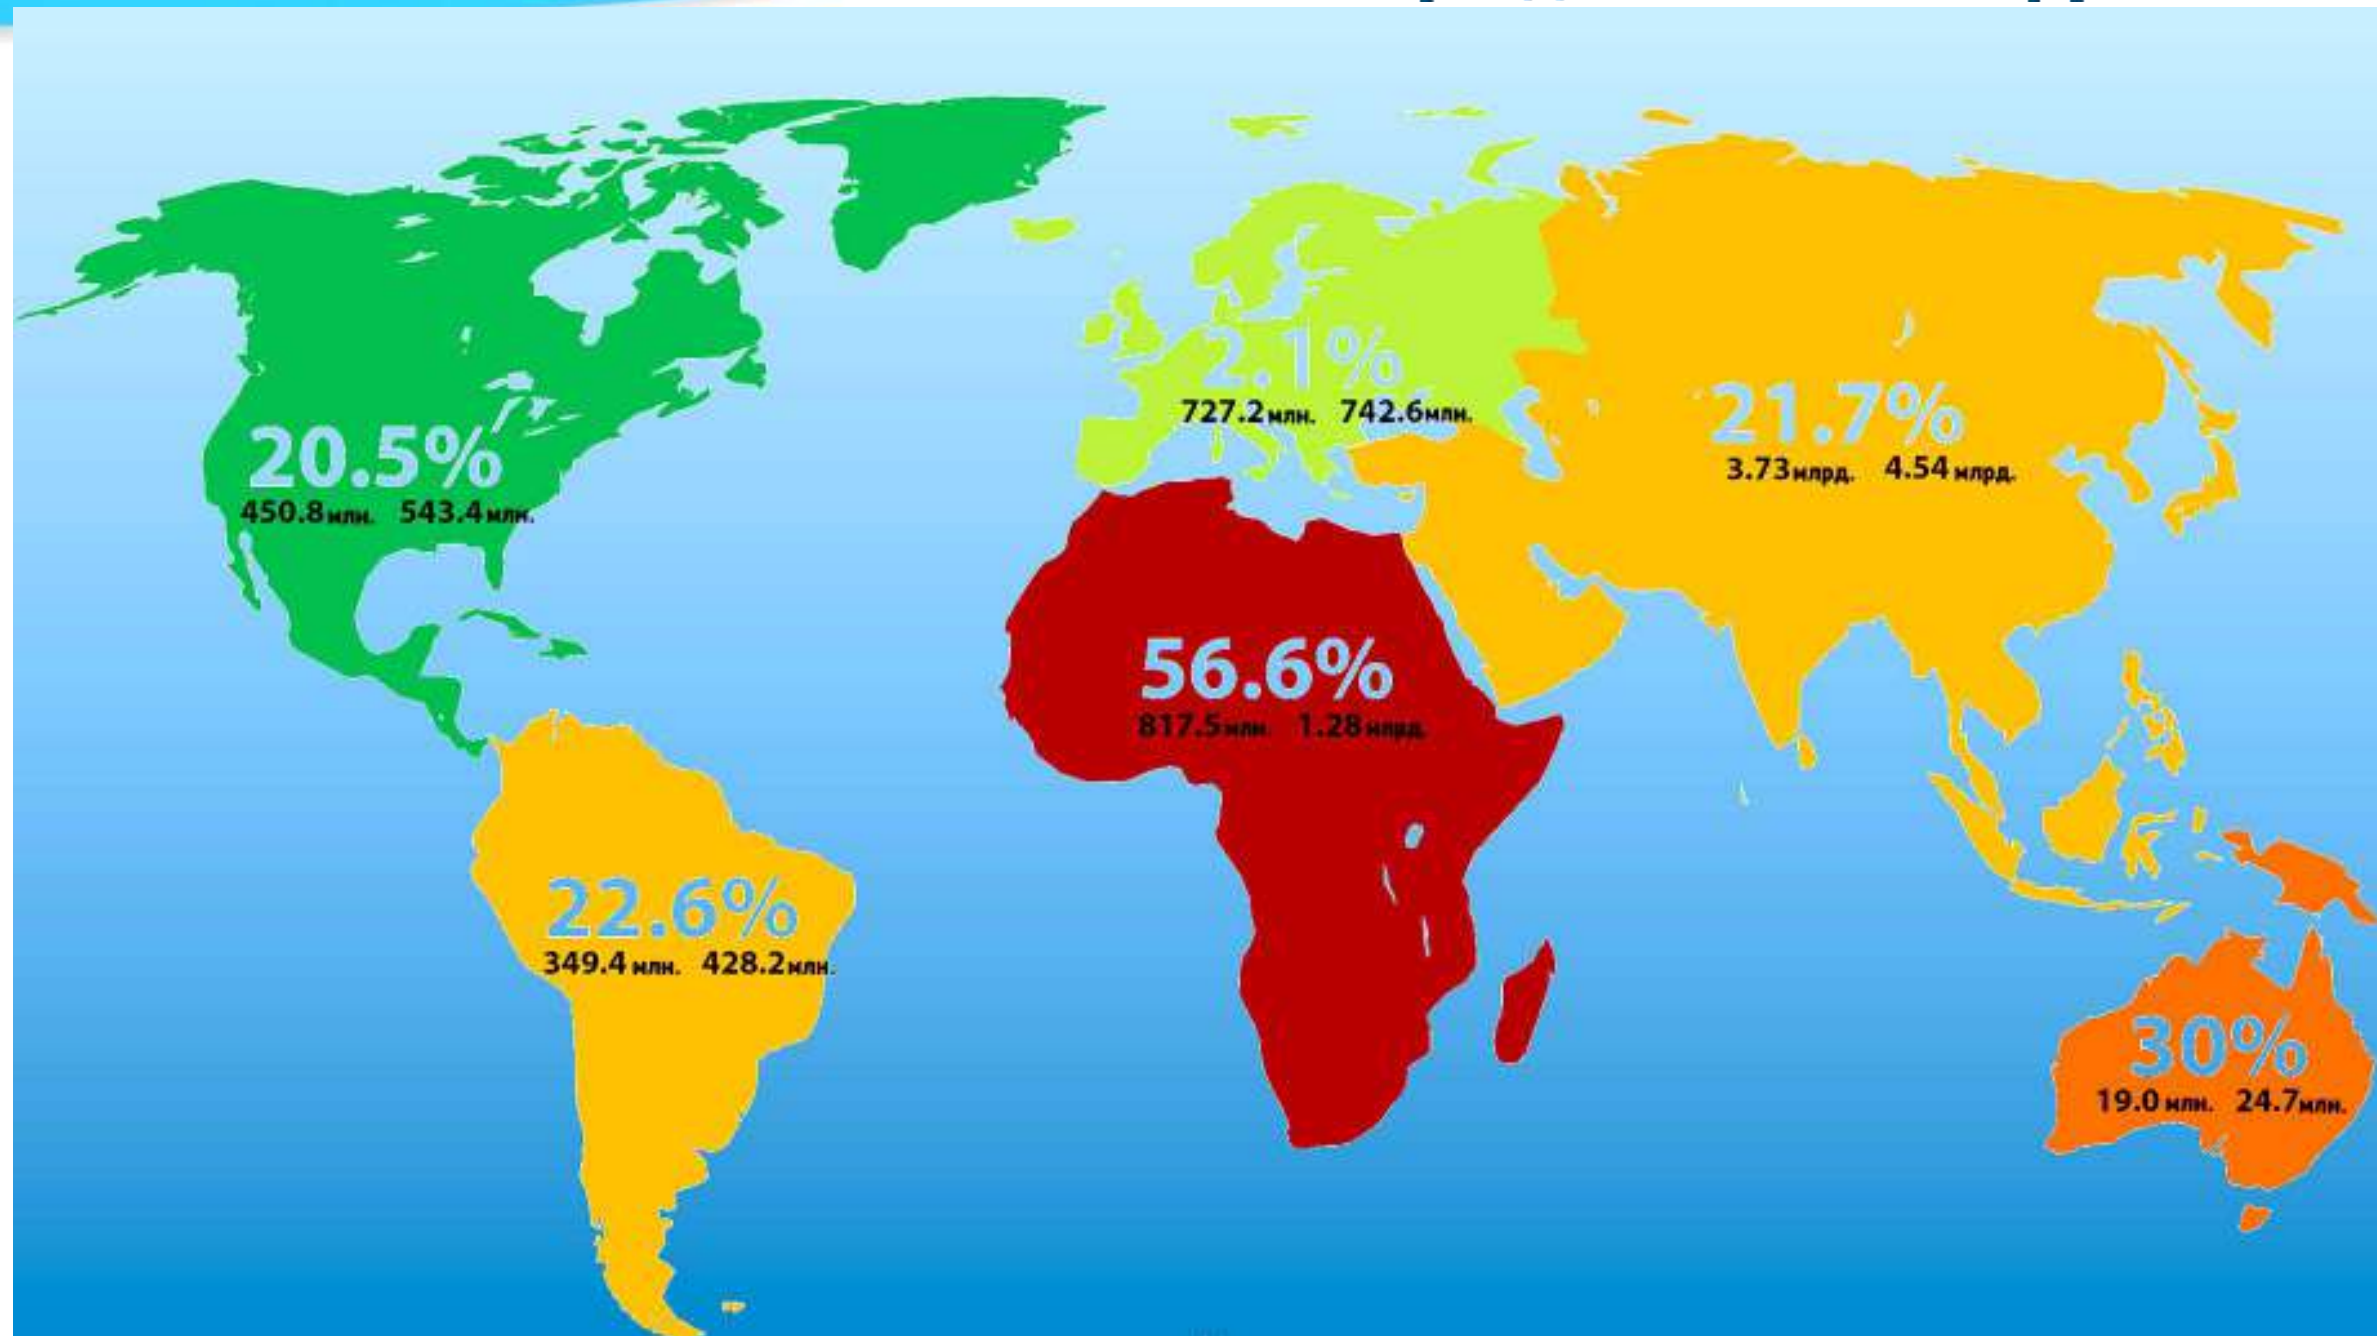 2.1%
727.2млн. 742.6млн.
21.7%
3.73млрд. 4.54млрд.
20.5%
450.8млн. 543.4млн.
56.6%
817.5млн. 1.28млрд.
22.6%
349.4млн. 428.2млн.
30%
19.0млн. 24.7млн.